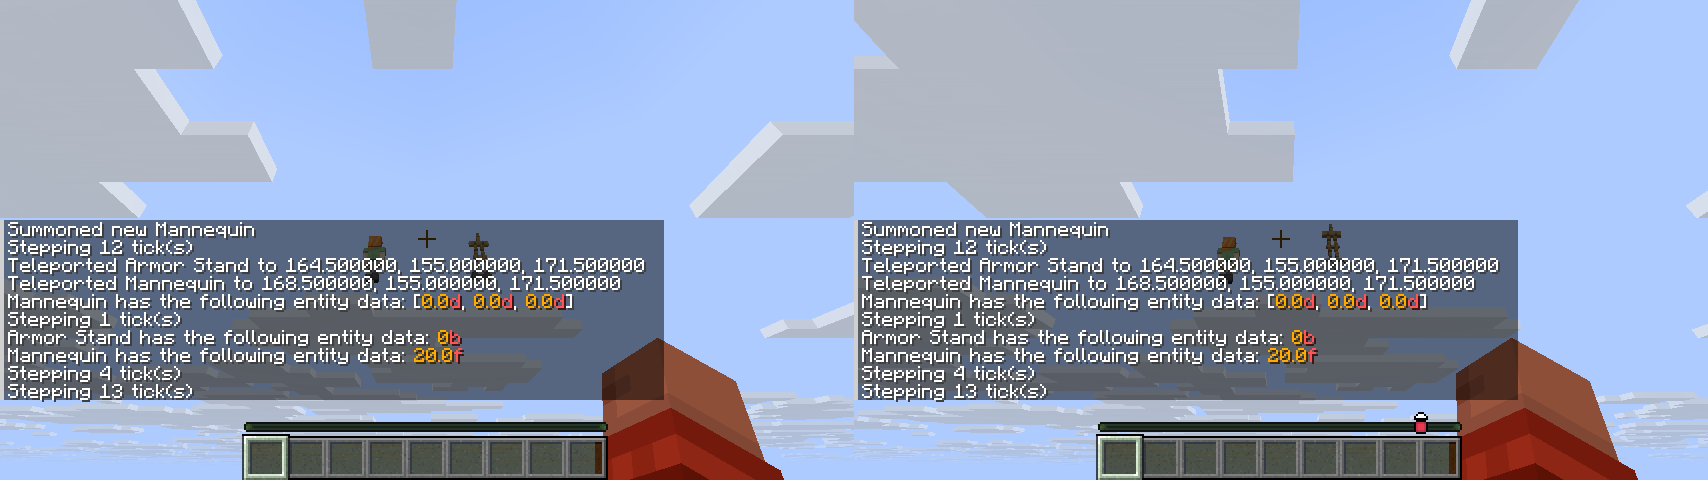 Summoned new Mannequin
Stepping 12 tick(s)
Teleported Armor Stand to 164.500000, 155.000000, 171.500000
Teleported Mannequin to 168.500000, 155.000000, 171.500000
Mannequin has the following entity data: [0.0d, 0.0d, 0.0d]
Stepping 1 tick(s)
Armor Stand has the following entity data: 0b
Mannequin has the following entity data: 20.0f
Stepping 4 tick(s)
Stepping 13 tick(s)
Summoned new Mannequin
Stepping 12 tick(s)
Teleported Armor Stand to 164.500000, 155.000000, 171.500000
Teleported Mannequin to 168.500000, 155.000000, 171.500000
Mannequin has the following entity data: [0.0d, 0.0d, 0.0d]
Stepping 1 tick(s)
Armor Stand has the following entity data: 0b
Mannequin has the following entity data: 20.0f
Stepping 4 tick(s)
Stepping 13 tick(s)